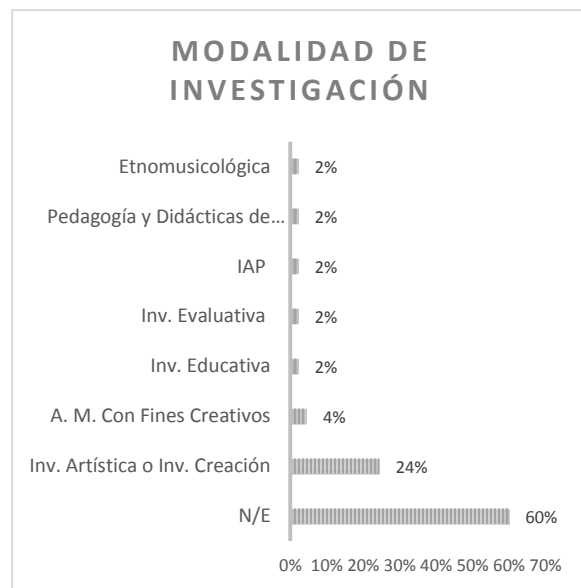 MODALIDAD DE
INVESTIGACIÓN
Etnomusicológica 2%
Pedagogía y Didácticas de... 2%
IAP 2%
Inv. Evaluativa 2%
Inv. Educativa 2%
A. M. Con Fines Creativos 4%
Inv. Artística o Inv. Creación 24%
N/E 60%
0% 10% 20% 30% 40% 50% 60% 70%